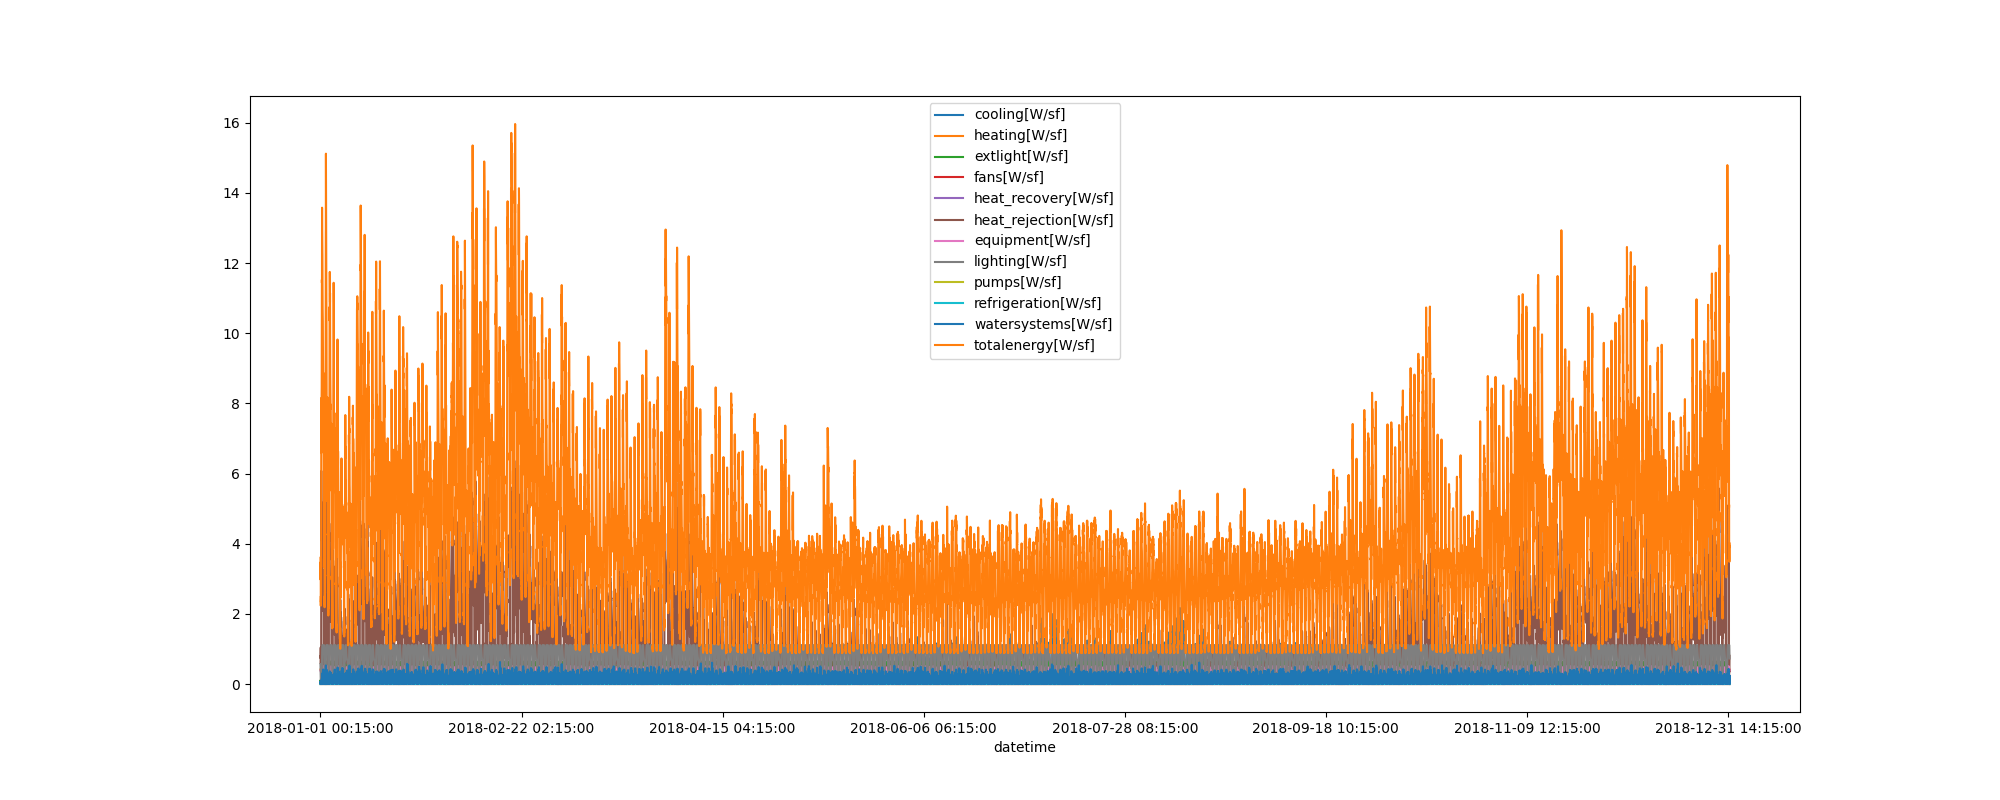 16
14
12
10
8
6
4
2
0
cooling[W/sf]
heating[W/sf]
extlight[W/sf]
fans[W/sf]
heat_recovery[W/sf]
heat_rejection[W/sf]
equipment[W/sf]
lighting[W/sf]
pumps[W/sf]
refrigeration[W/sf]
watersystems[W/sf]
totalenergy[W/sf]
2018-01-01 00:15:00 2018-02-22 02:15:00 2018-04-15 04:15:00 2018-06-06 06:15:00 2018-07-28 08:15:00 2018-09-18 10:15:00 2018-11-09 12:15:00 2018-12-31 14:15:00
datetime